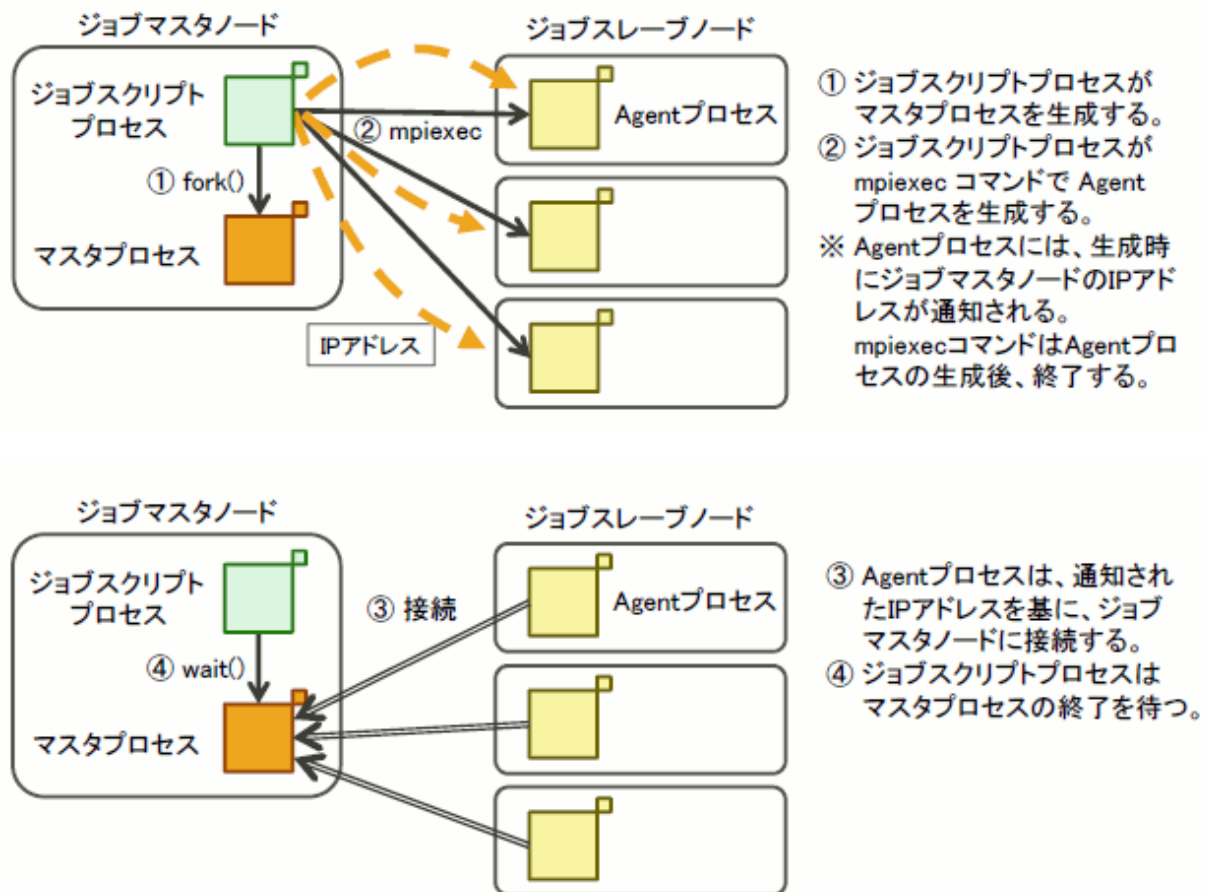 ジョブマスタノード
ジョブスレーブノード
ジョブスクリプト
プロセス
① fork()
マスタプロセス
② mpiexec
IPアドレス
Agentプロセス
① ジョブスクリプトプロセスが
マスタプロセスを生成する。
② ジョブスクリプトプロセスが
mpiexec コマンドで Agent
プロセスを生成する。
※ Agentプロセスには、生成時
にジョブマスタノードのIPアド
レスが通知される。
mpiexecコマンドはAgentプロ
セスの生成後、終了する。
ジョブマスタノード
ジョブスレーブノード
ジョブスクリプト
プロセス
④ wait()
マスタプロセス
③ 接続
Agentプロセス
③ Agentプロセスは、通知され
たIPアドレスを基に、ジョブ
マスタノードに接続する。
④ ジョブスクリプトプロセスは
マスタプロセスの終了を待つ。